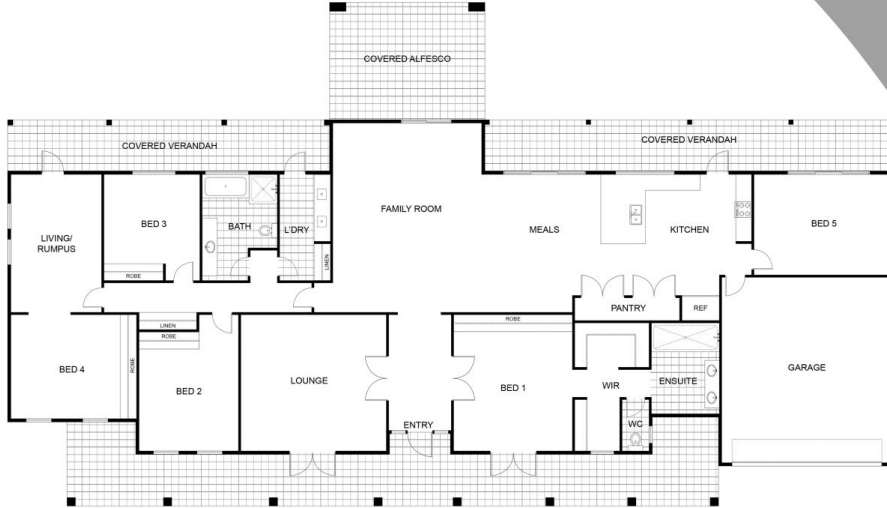 COVERED ALFESCO
COVERED VERANDAH
COVERED VERANDAH
LIVING/
RUMPUS
BED 3
ROBE
BATH
L'DRY
LINEN
FAMILY ROOM
MEALS
KITCHEN
BED 5
PANTRY
REF
LINEN
ROBE
BED 4
ROBE
BED 2
LOUNGE
ENTRY
ROBE
BED 1
WIR
ENSUITE
WC
GARAGE